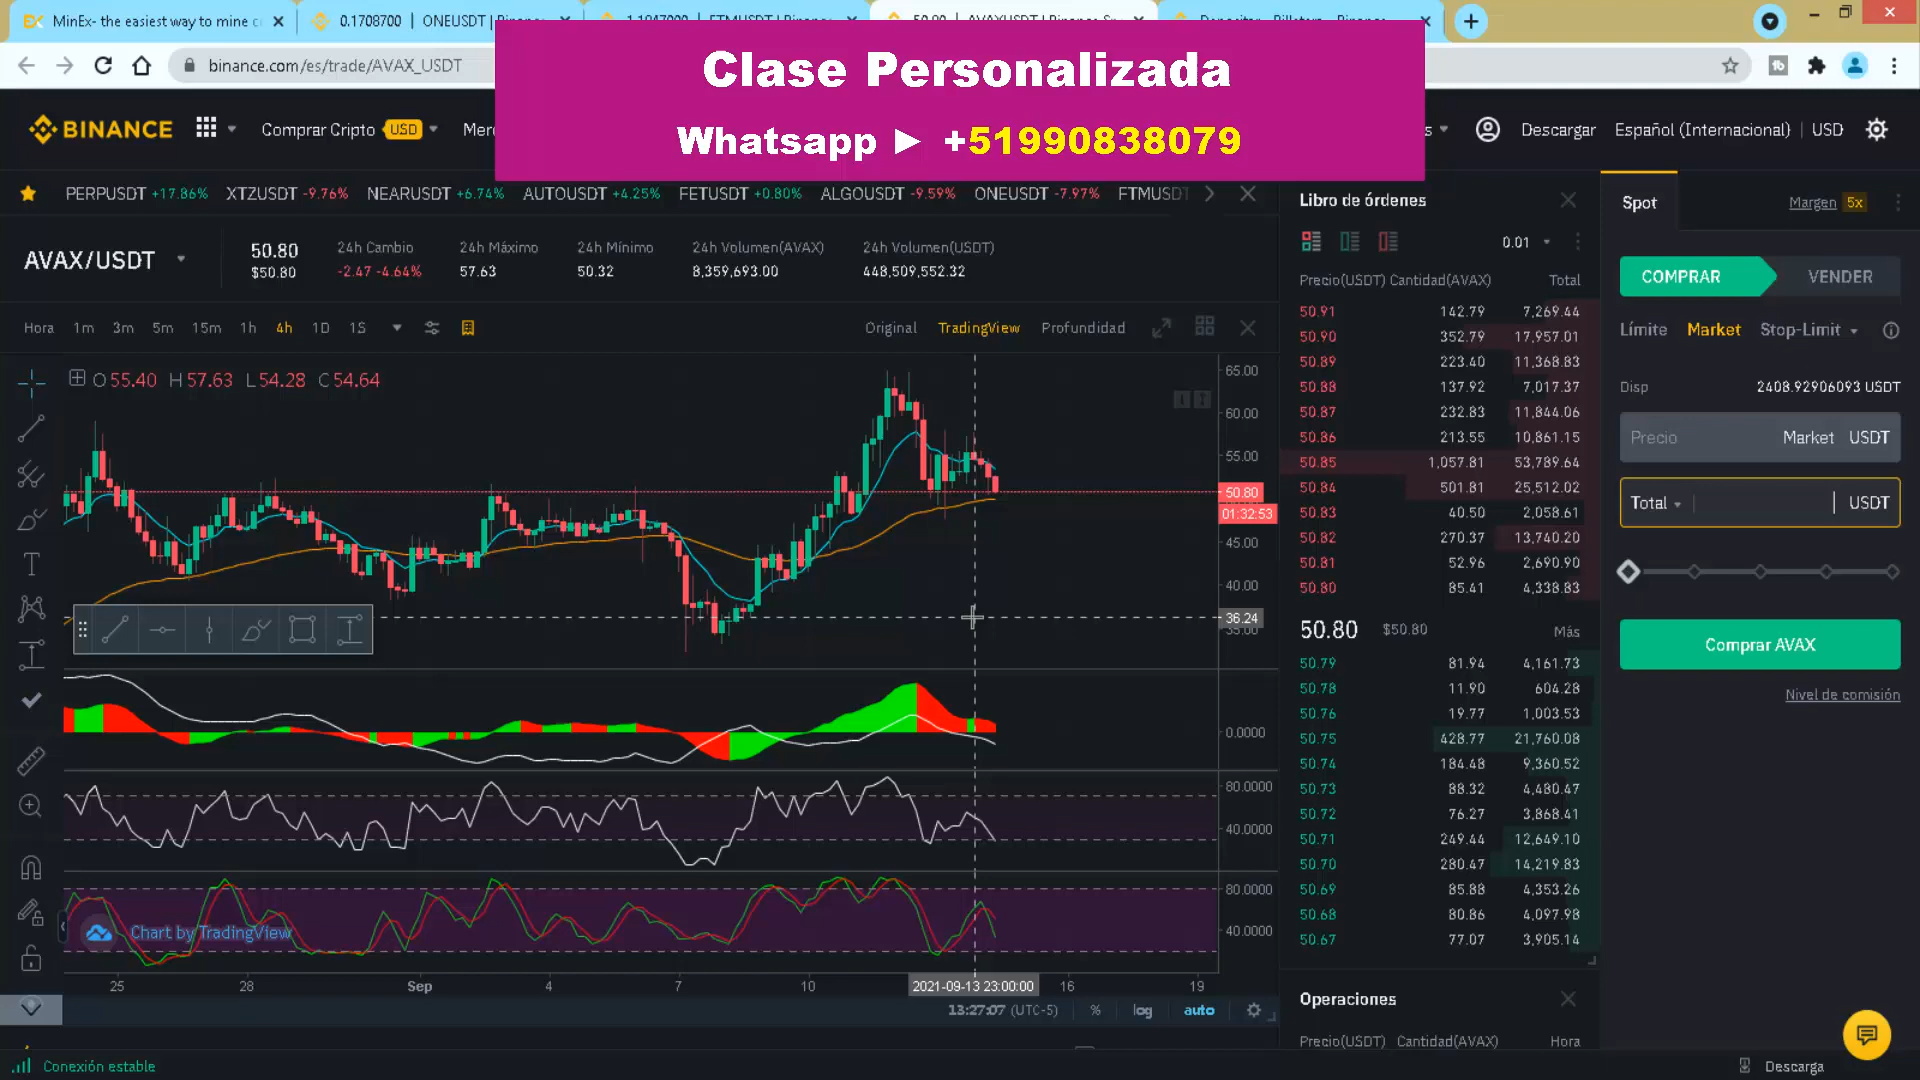 MinEx- the easiest way to mine c
0.1708700 | ONEUSDT |
50.80 | AVAXUSDT | Binance Sp
binance.com/es/trade/AVAX_USDT
Clase Personalizada
Whatsapp ► +51990838079
BINANCE
Comprar Cripto USD
Merc
Descargar
Español (Internacional)
USD
PERPUSDT +17.86%
XTZUSDT -9.76%
NEARUSDT +6.74%
AUTOUSDT +4.25%
FETUSDT +0.80%
ALGOUSDT -9.59%
ONEUSDT -7.97%
FTMUSDT
AVAX/USDT
50.80
$50.80
24h Cambio
-2.47 -4.64%
24h Máximo
57.63
24h Mínimo
50.32
24h Volumen(AVAX)
8,359,693.00
24h Volumen(USDT)
448,509,552.32
Hora 1m 3m 5m 15m 1h 4h 1D 1S
Original TradingView Profundidad
O 55.40 H 57.63 L 54.28 C 54.64
65.00
60.00
55.00
50.80
01:32:53
45.00
40.00
36.24
35.00
0.0000
80.0000
40.0000
80.0000
40.0000
Chart by TradingView
25 28 Sep 4 7 10 2021-09-13 23:00:00 16 19
13:27:07 (UTC-5) % log auto
Libro de órdenes
0.01
Precio(USDT) Cantidad(AVAX) Total
50.91 142.79 7,269.44
50.90 352.79 17,957.01
50.89 223.40 11,368.83
50.88 137.92 7,017.37
50.87 232.83 11,844.06
50.86 213.55 10,861.15
50.85 1,057.81 53,789.64
50.84 501.81 25,512.02
50.83 40.50 2,058.61
50.82 270.37 13,740.20
50.81 52.96 2,690.90
50.80 85.41 4,338.83
50.80 $50.80 Más
50.79 81.94 4,161.73
50.78 11.90 604.28
50.76 19.77 1,003.53
50.75 428.77 21,760.08
50.74 184.48 9,360.52
50.73 88.32 4,480.47
50.72 76.27 3,868.41
50.71 249.44 12,649.10
50.70 280.47 14,219.83
50.69 85.88 4,353.26
50.68 80.86 4,097.98
50.67 77.07 3,905.14
Operaciones
Precio(USDT) Cantidad(AVAX) Hora
Spot
Margen 5x
COMPRAR
VENDER
Límite Market Stop-Limit
Disp 2408.92906093 USDT
Precio Market USDT
Total USDT
Comprar AVAX
Nivel de comisión
Conexión estable
Descarga